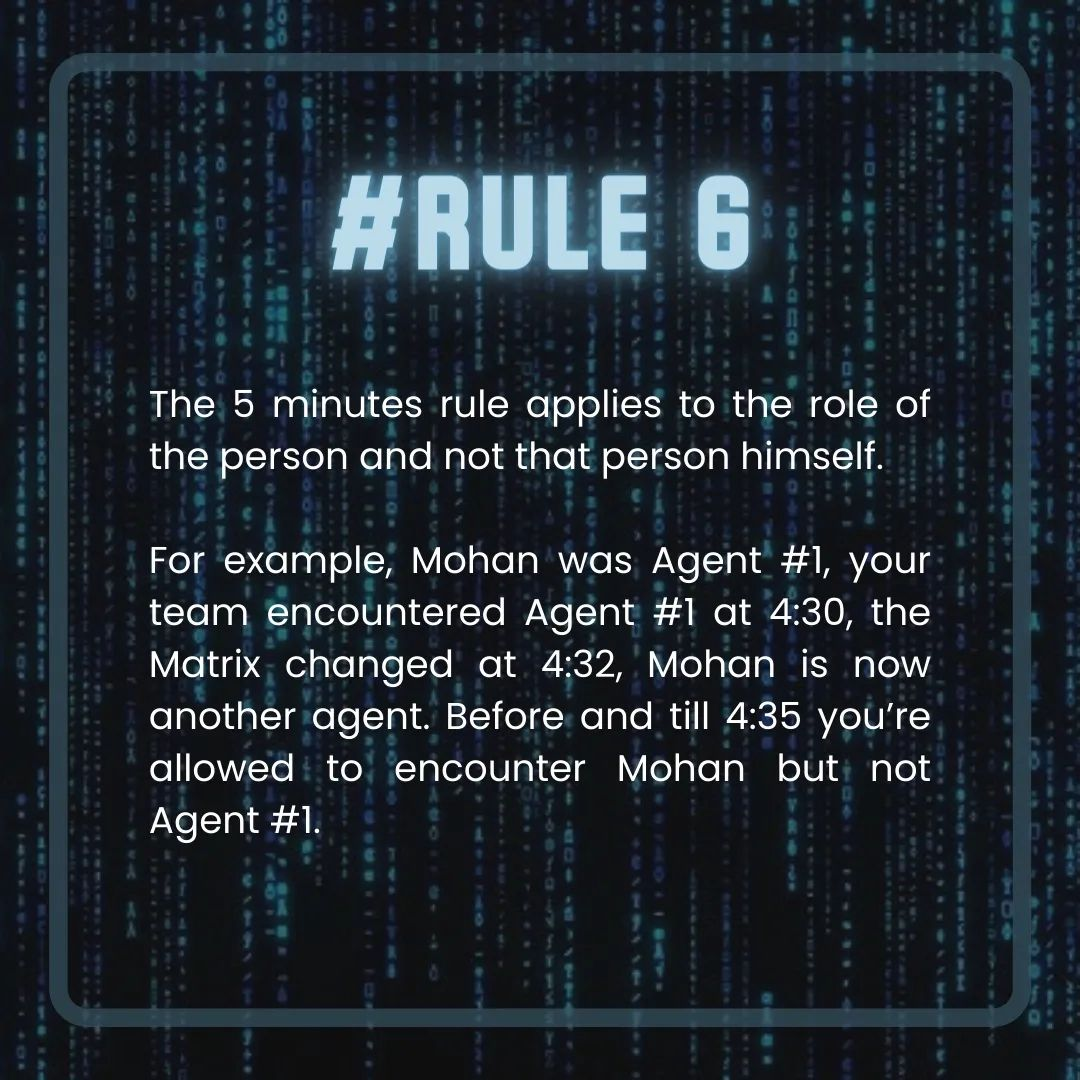 #RULE 6
The 5 minutes rule applies to the role of
the person and not that person himself.
For example, Mohan was Agent #1, your
team encountered Agent #1 at 4:30, the
Matrix changed at 4:32, Mohan is now
another agent. Before and till 4:35 you’re
allowed to encounter Mohan but not
Agent #1.